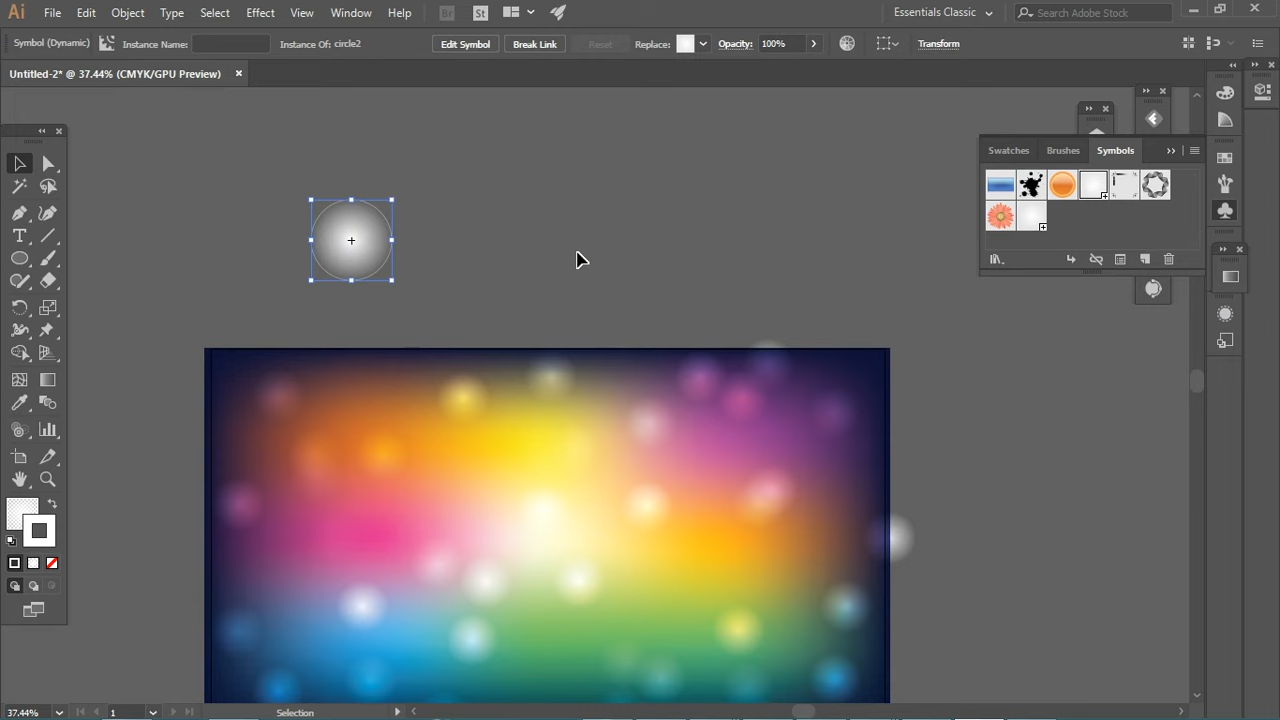 Ai File Edit Object Type Select Effect View Window Help Br St Essentials Classic Search Adobe Stock
Symbol (Dynamic) Instance Name: Instance Of: circle2 Edit Symbol Break Link Reset Replace: Opacity: 100% Transform
Untitled-2* @ 37.44% (CMYK/GPU Preview)
Swatches Brushes Symbols
T
37.44% 1 Selection